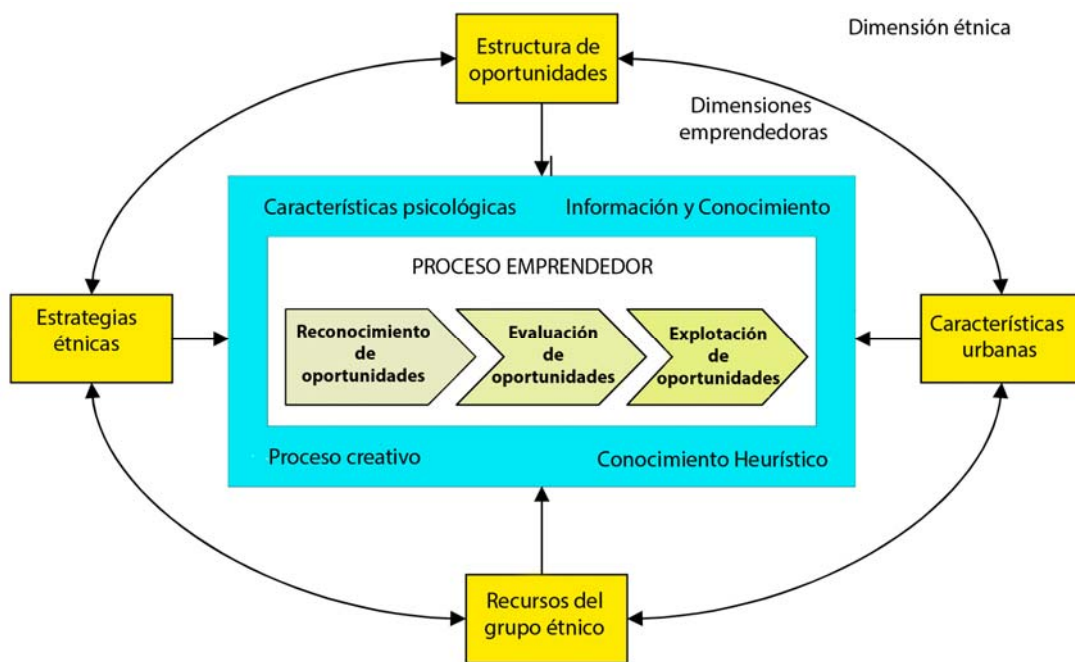 Estructura de
oportunidades
Dimensión étnica
Dimensiones
emprendedoras
Características psicológicas
Información y Conocimiento
PROCESO EMPRENDEDOR
Estrategias
étnicas
Reconocimiento
de
oportunidades
Evaluación
de
oportunidades
Explotación
de
oportunidades
Características
urbanas
Proceso creativo
Conocimiento Heurístico
Recursos del
grupo étnico